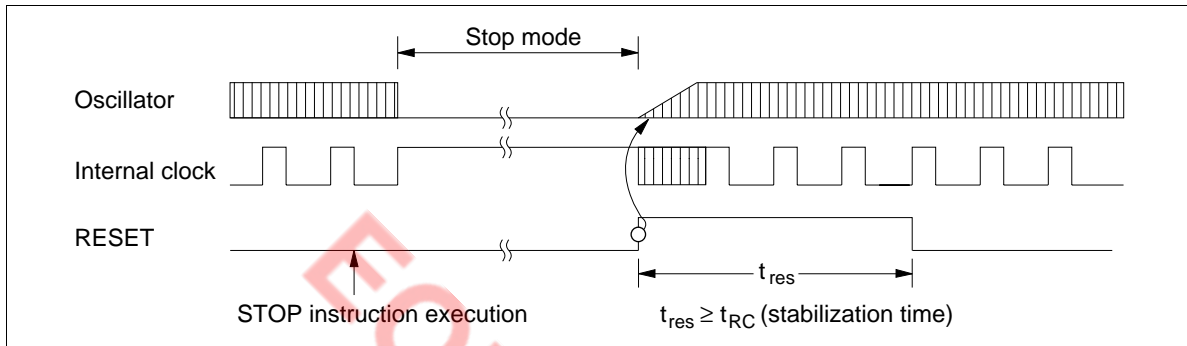 Stop mode
Oscillator
Internal clock
RESET
t res
STOP instruction execution
t res ≥ t RC (stabilization time)